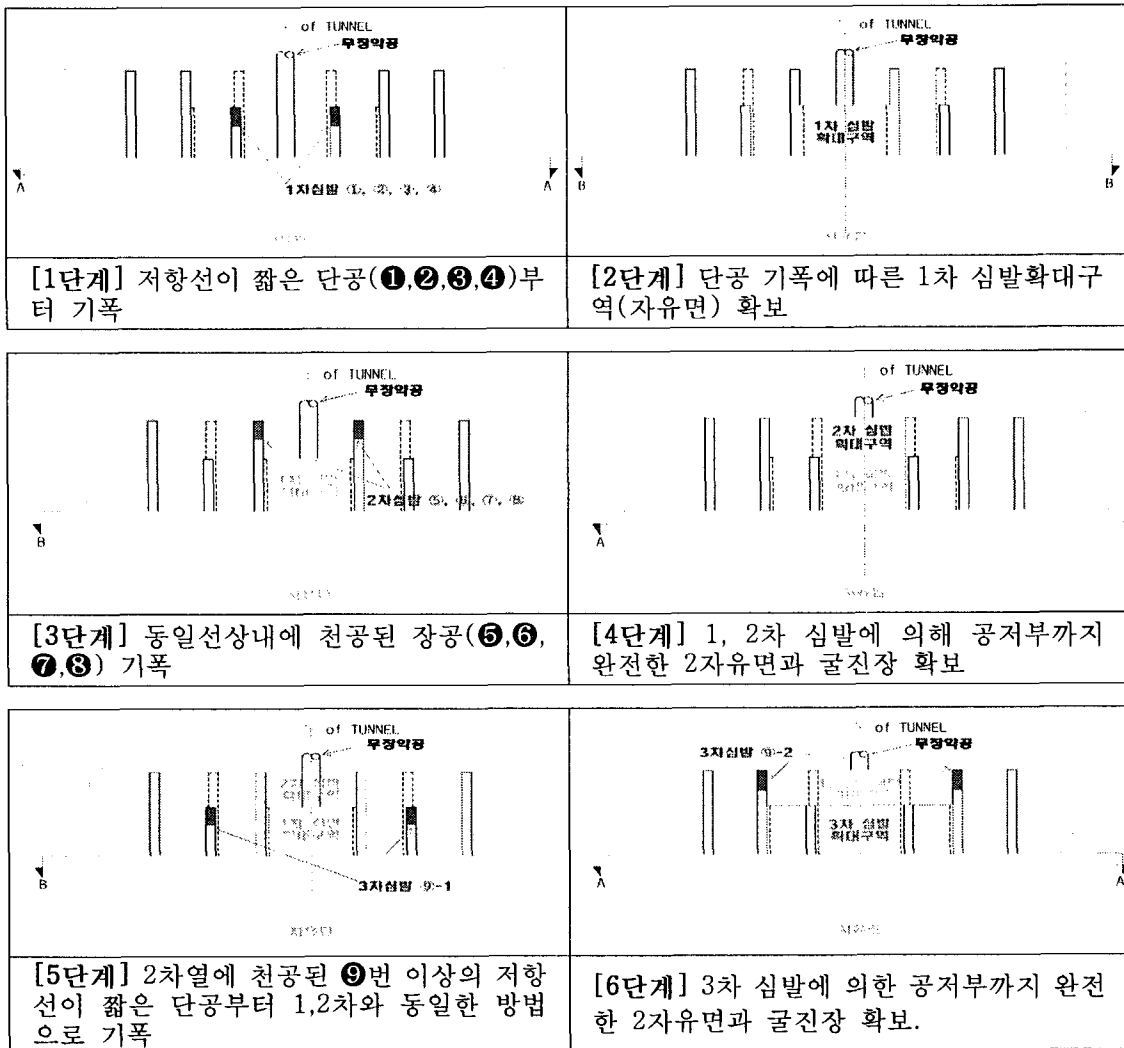 of TUNNEL
무장약공
1차심발 (1), (2), (3), (4)
A
A
[1단계] 저항선이 짧은 단공(❶,❷,❸,❹)부
터 기폭
of TUNNEL
무장약공
1차 심발
확대구역
B
B
[2단계] 단공 기폭에 따른 1차 심발확대구
역(자유면) 확보
of TUNNEL
무장약공
2차심발 (5), (6), (7), (8)
B
[3단계] 동일선상내에 천공된 장공(❺,❻,
❼,❽) 기폭
of TUNNEL
무장약공
2차 심발
확대구역
A
[4단계] 1, 2차 심발에 의해 공저부까지
완전한 2자유면과 굴진장 확보
of TUNNEL
무장약공
3차심발 (9)-1
B
[5단계] 2차열에 천공된 ❾번 이상의 저항
선이 짧은 단공부터 1,2차와 동일한 방법
으로 기폭
of TUNNEL
3차심발 (9)-2
무장약공
3차 심발
확대구역
A
A
[6단계] 3차 심발에 의한 공저부까지 완전
한 2자유면과 굴진장 확보.